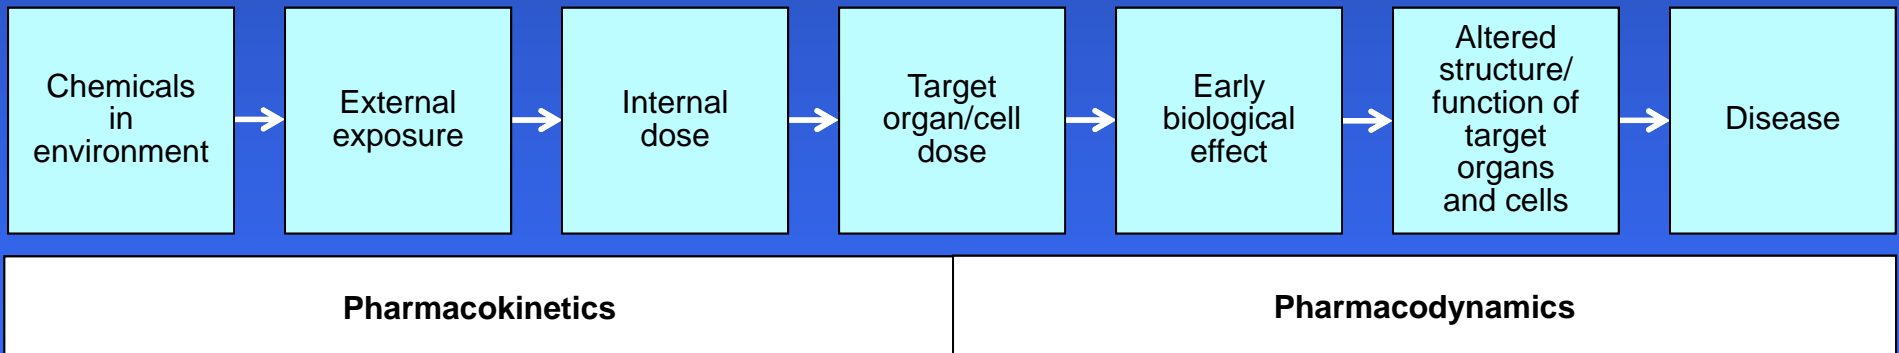 Chemicals
in
environment
External
exposure
Internal
dose
Target
organ/cell
dose
Early
biological
effect
Altered
structure/
function of
target
organs
and cells
Disease
Pharmacokinetics
Pharmacodynamics